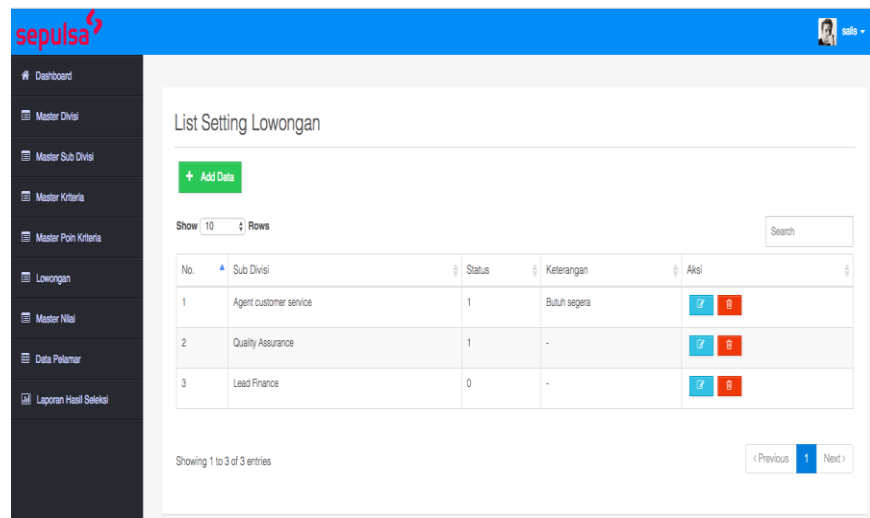 sepulsa
salis
Dashboard
Master Divisi
Master Sub Divisi
Master Kriteria
Master Poin Kriteria
Lowongan
Master Nilai
Data Pelamar
Laporan Hasil Seleksi
List Setting Lowongan
+ Add Data
Show 10 Rows
Search
No. Sub Divisi Status Keterangan Aksi
1 Agent customer service 1 Butuh segera
2 Quality Assurance 1 -
3 Lead Finance 0 -
Showing 1 to 3 of 3 entries
‹ Previous 1 Next ›